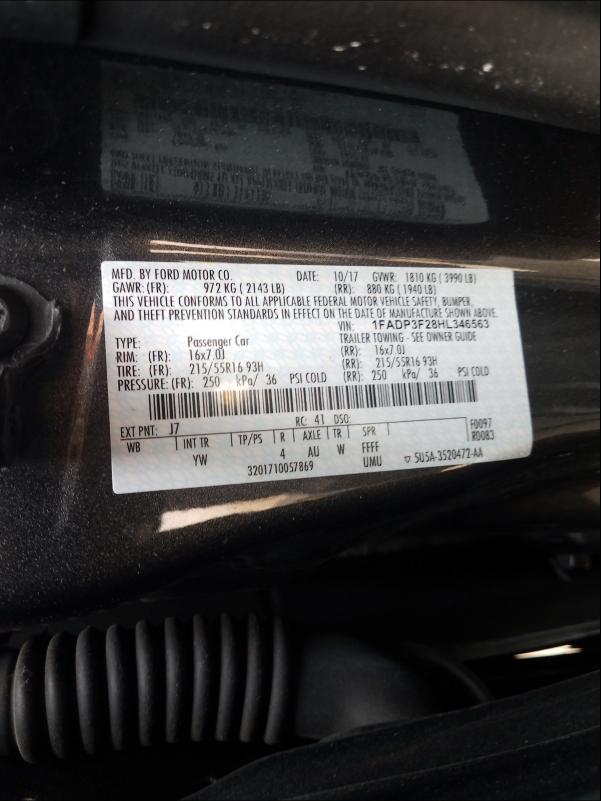 MFD. BY FORD MOTOR CO. DATE: 10/17 GVWR: 1810 KG ( 3990 LB)
GAWR: (FR): 972 KG ( 2143 LB) (RR): 880 KG ( 1940 LB)
THIS VEHICLE CONFORMS TO ALL APPLICABLE FEDERAL MOTOR VEHICLE SAFETY, BUMPER,
AND THEFT PREVENTION STANDARDS IN EFFECT ON THE DATE OF MANUFACTURE SHOWN ABOVE.
VIN: 1FADP3F28HL346563
TYPE: Passenger Car TRAILER TOWING - SEE OWNER GUIDE
RIM: (FR) 16x7.0J (RR): 16x7.0J
TIRE: (FR) 215/55R16 93H (RR): 215/55R16 93H
PRESSURE: (FR) 250 kPa/ 36 PSI COLD (RR): 250 kPa/ 36 PSI COLD
EXT PNT: J7 RC: 41 DSO: F0097
WB INT TR TP/PS R AXLE TR SPR R0083
YW 4 AU W FFFF
3201710057869 UMU 5U5A-3520472-AA